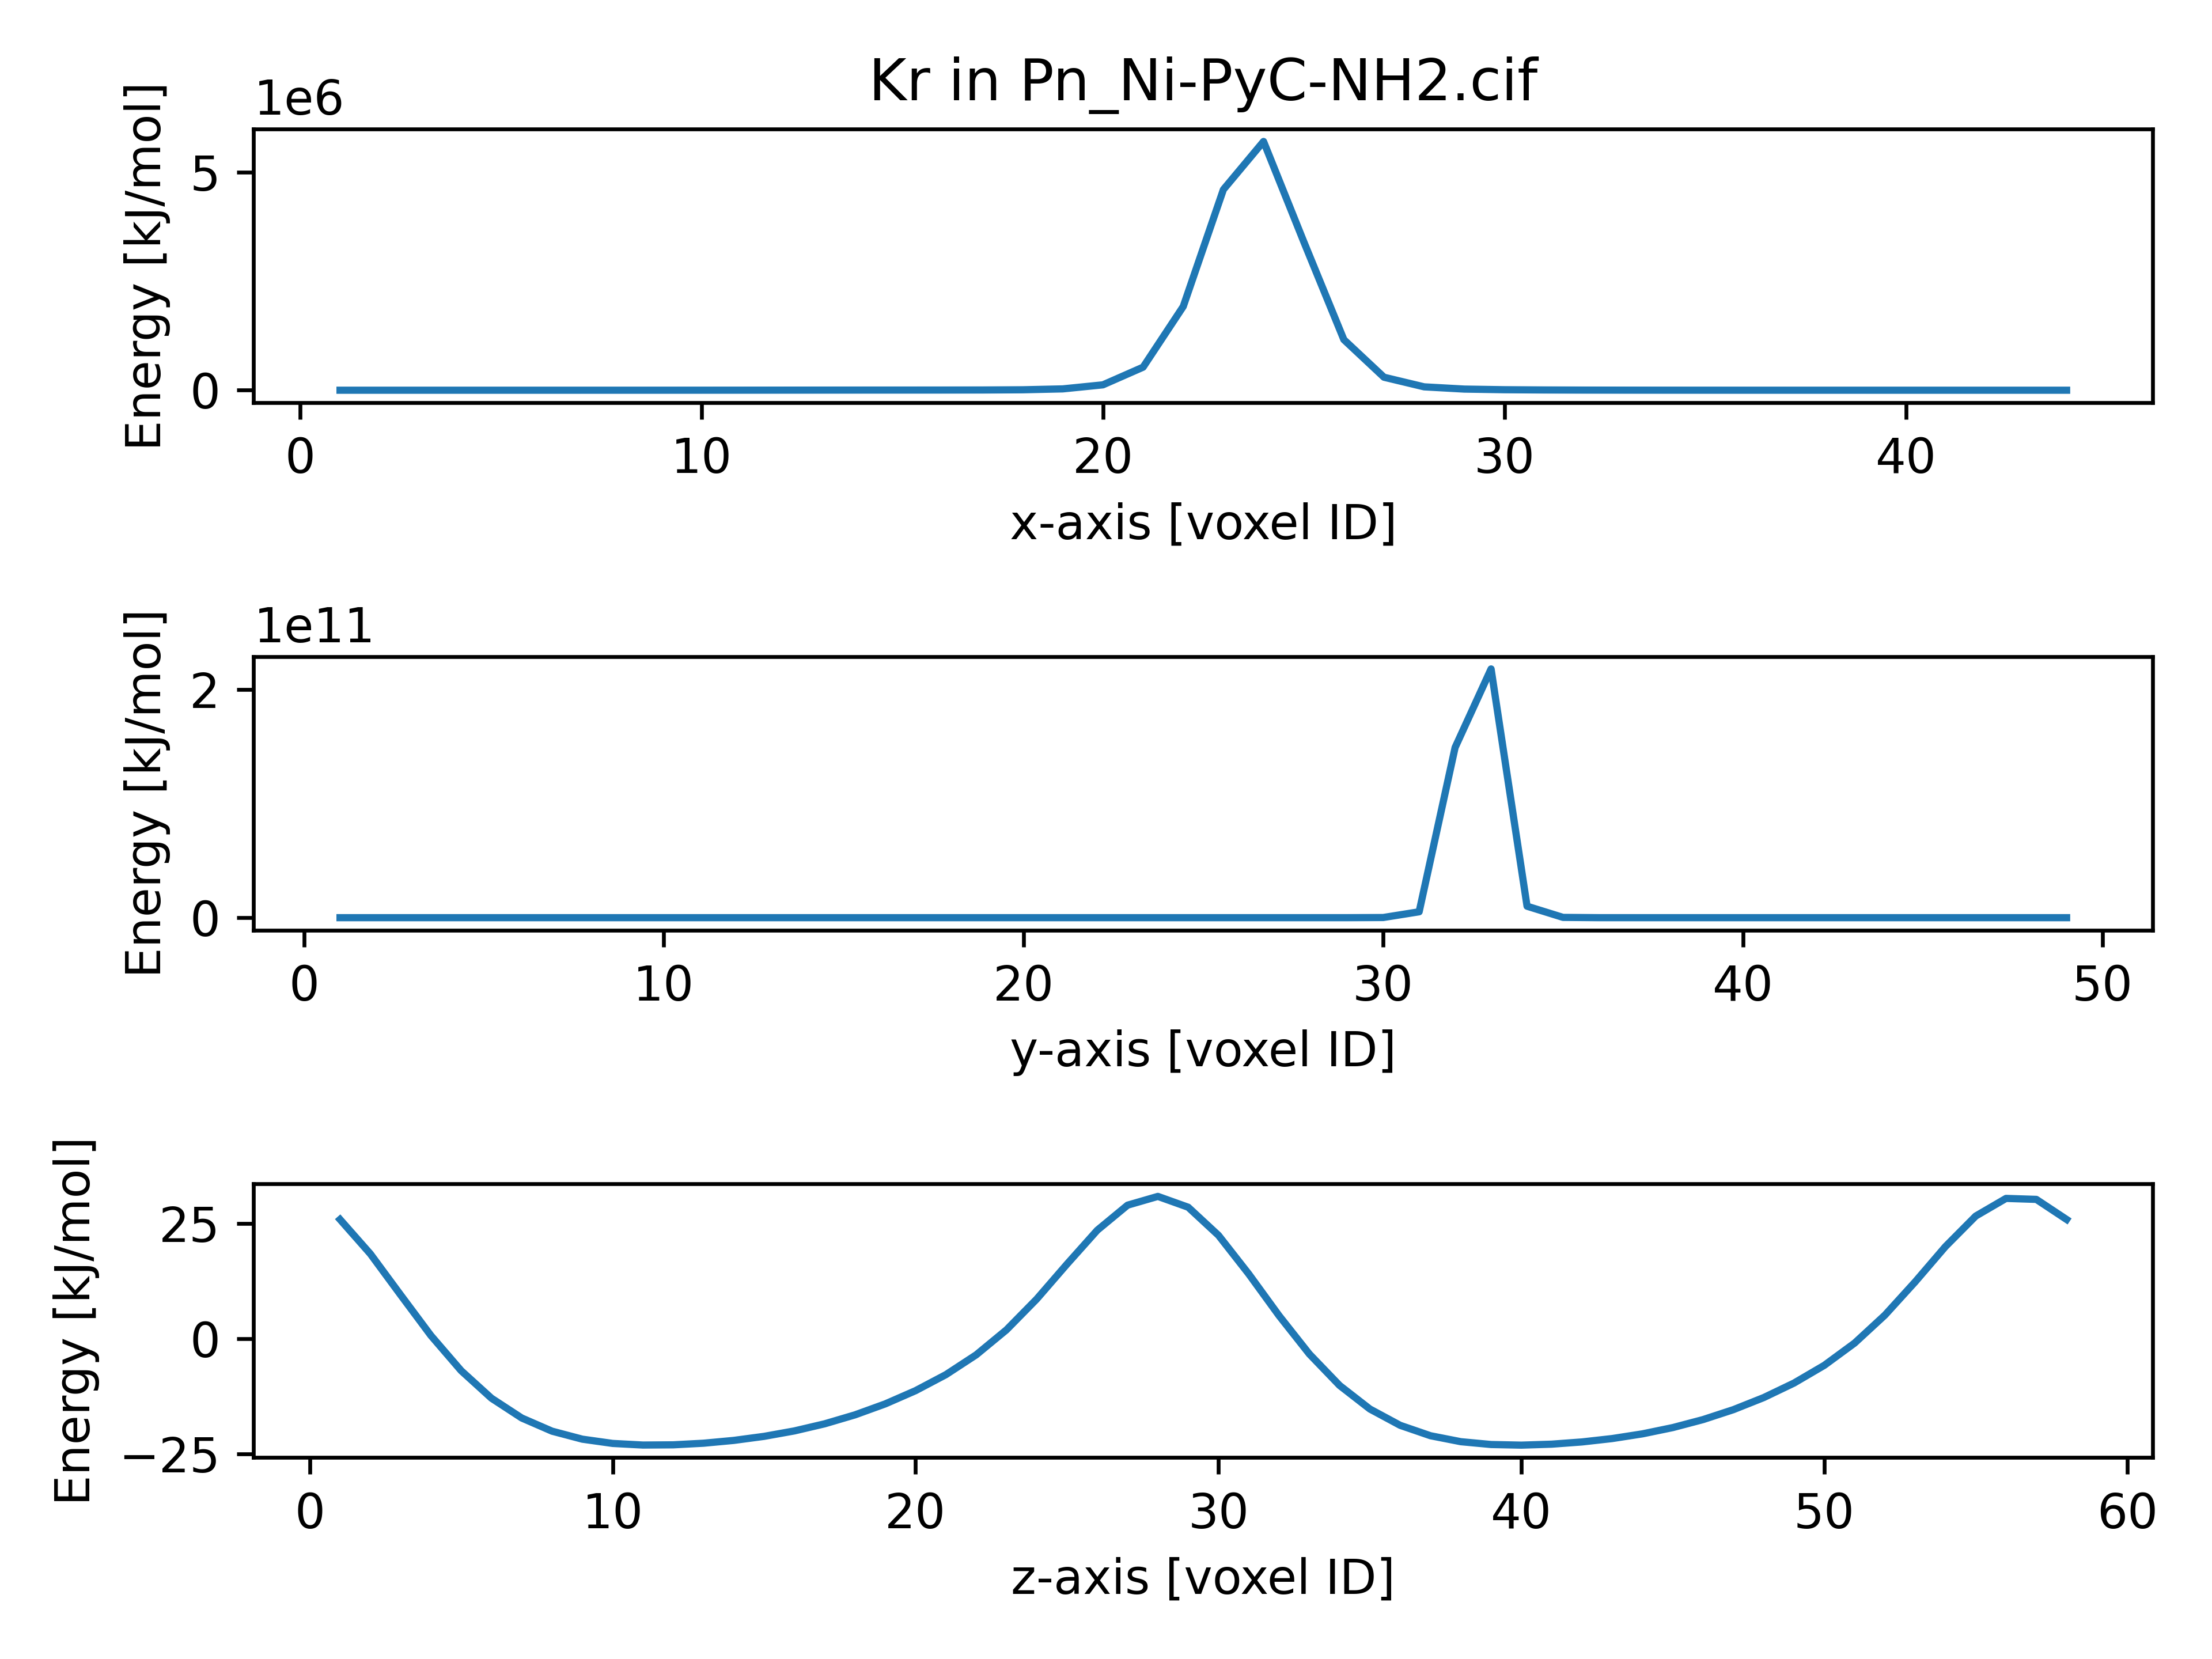 Kr in Pn_Ni-PyC-NH2.cif
1e6
Energy [kJ/mol]
5
0
0 10 20 30 40
x-axis [voxel ID]
1e11
Energy [kJ/mol]
2
0
0 10 20 30 40 50
y-axis [voxel ID]
Energy [kJ/mol]
25
0
−25
0 10 20 30 40 50 60
z-axis [voxel ID]